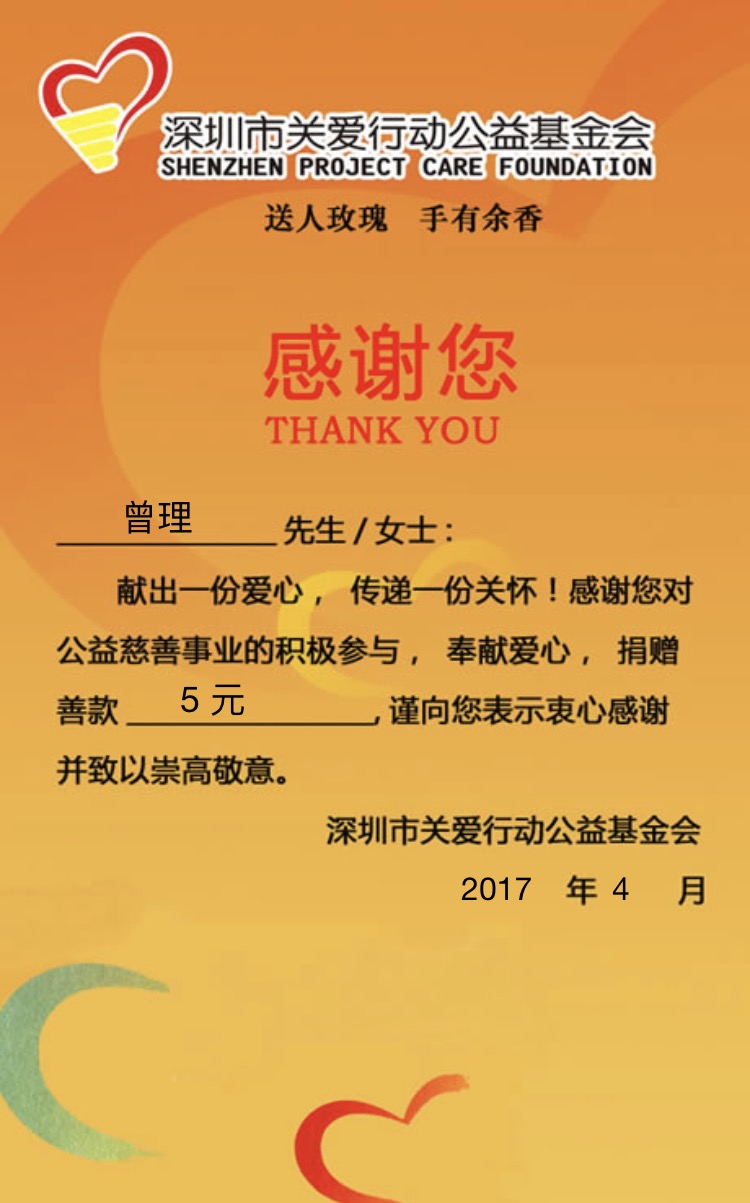 深圳市关爱行动公益基金会
SHENZHEN PROJECT CARE FOUNDATION
送人玫瑰 手有余香
感谢您
THANK YOU
曾理 先生/女士：
献出一份爱心， 传递一份关怀！感谢您对
公益慈善事业的积极参与， 奉献爱心， 捐赠
善款 5 元 , 谨向您表示衷心感谢
并致以崇高敬意。
深圳市关爱行动公益基金会
2017 年 4 月